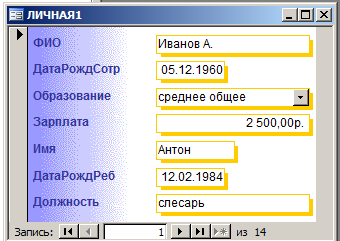 ЛИЧНАЯ1
ФИО Иванов А.
ДатаРождСотр 05.12.1960
Образование среднее общее
Зарплата 2 500,00р.
Имя Антон
ДатаРождРеб 12.02.1984
Должность слесарь
Запись: 1 из 14